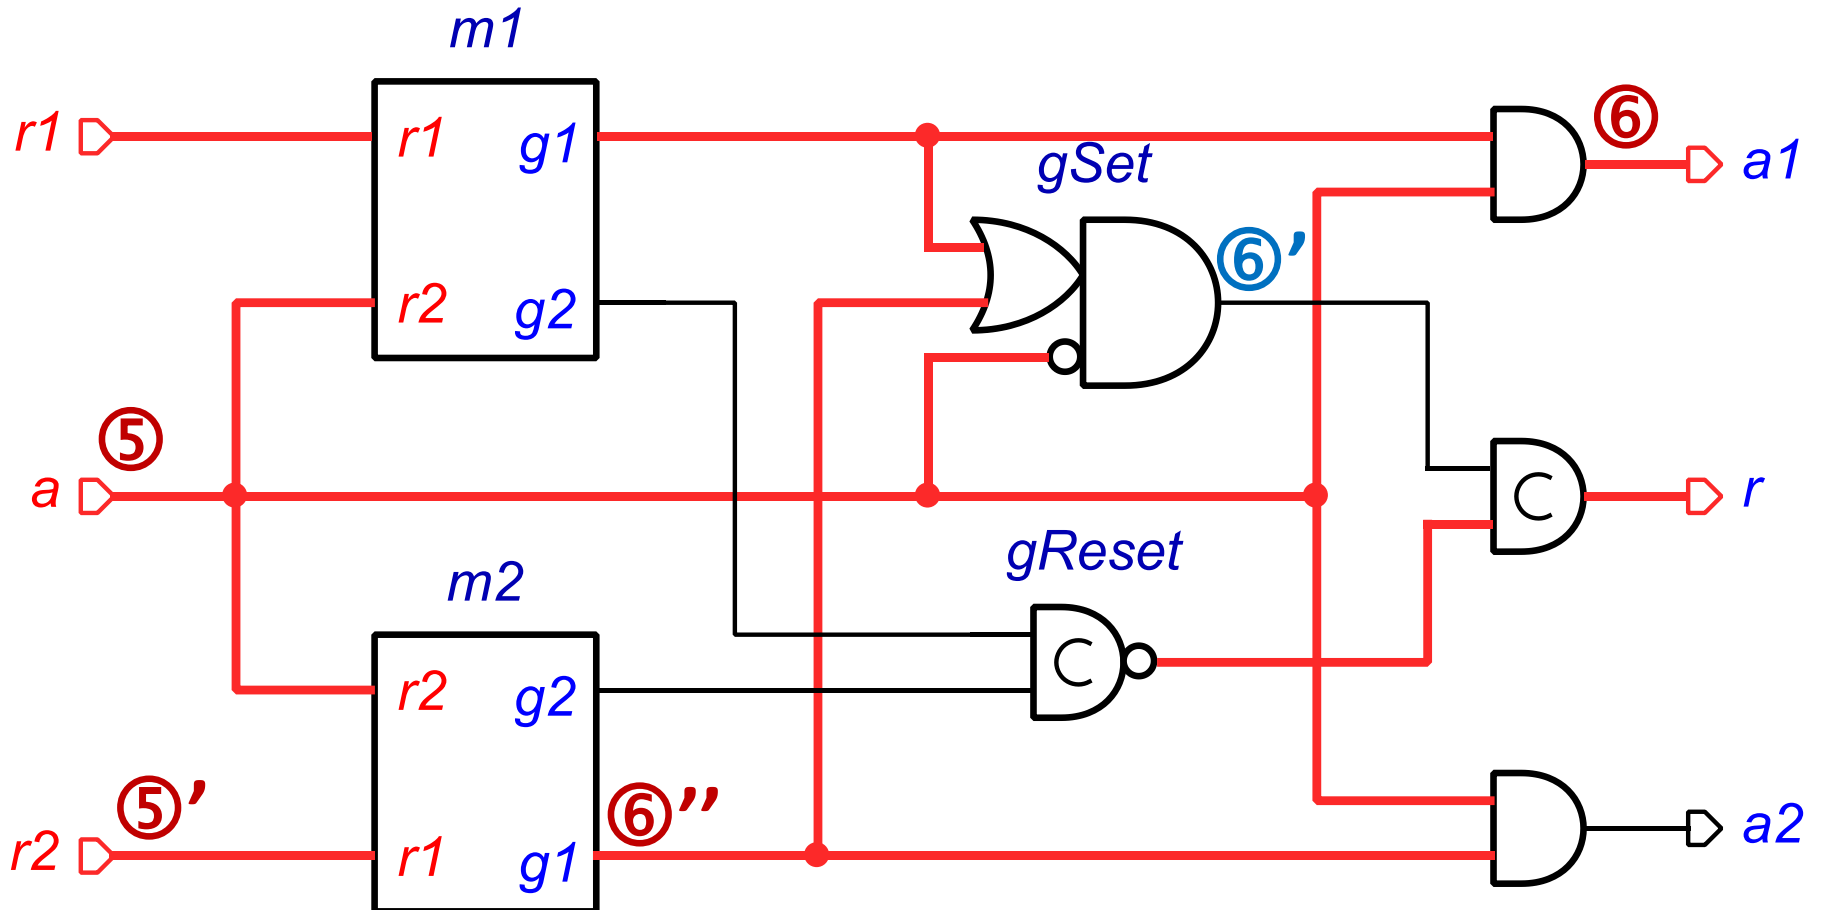 m1
r1
r1
g1
⑥
a1
gSet
⑥’
r2
g2
⑤
a
C
r
gReset
m2
C
r2
g2
⑤’
⑥’’
a2
r2
r1
g1